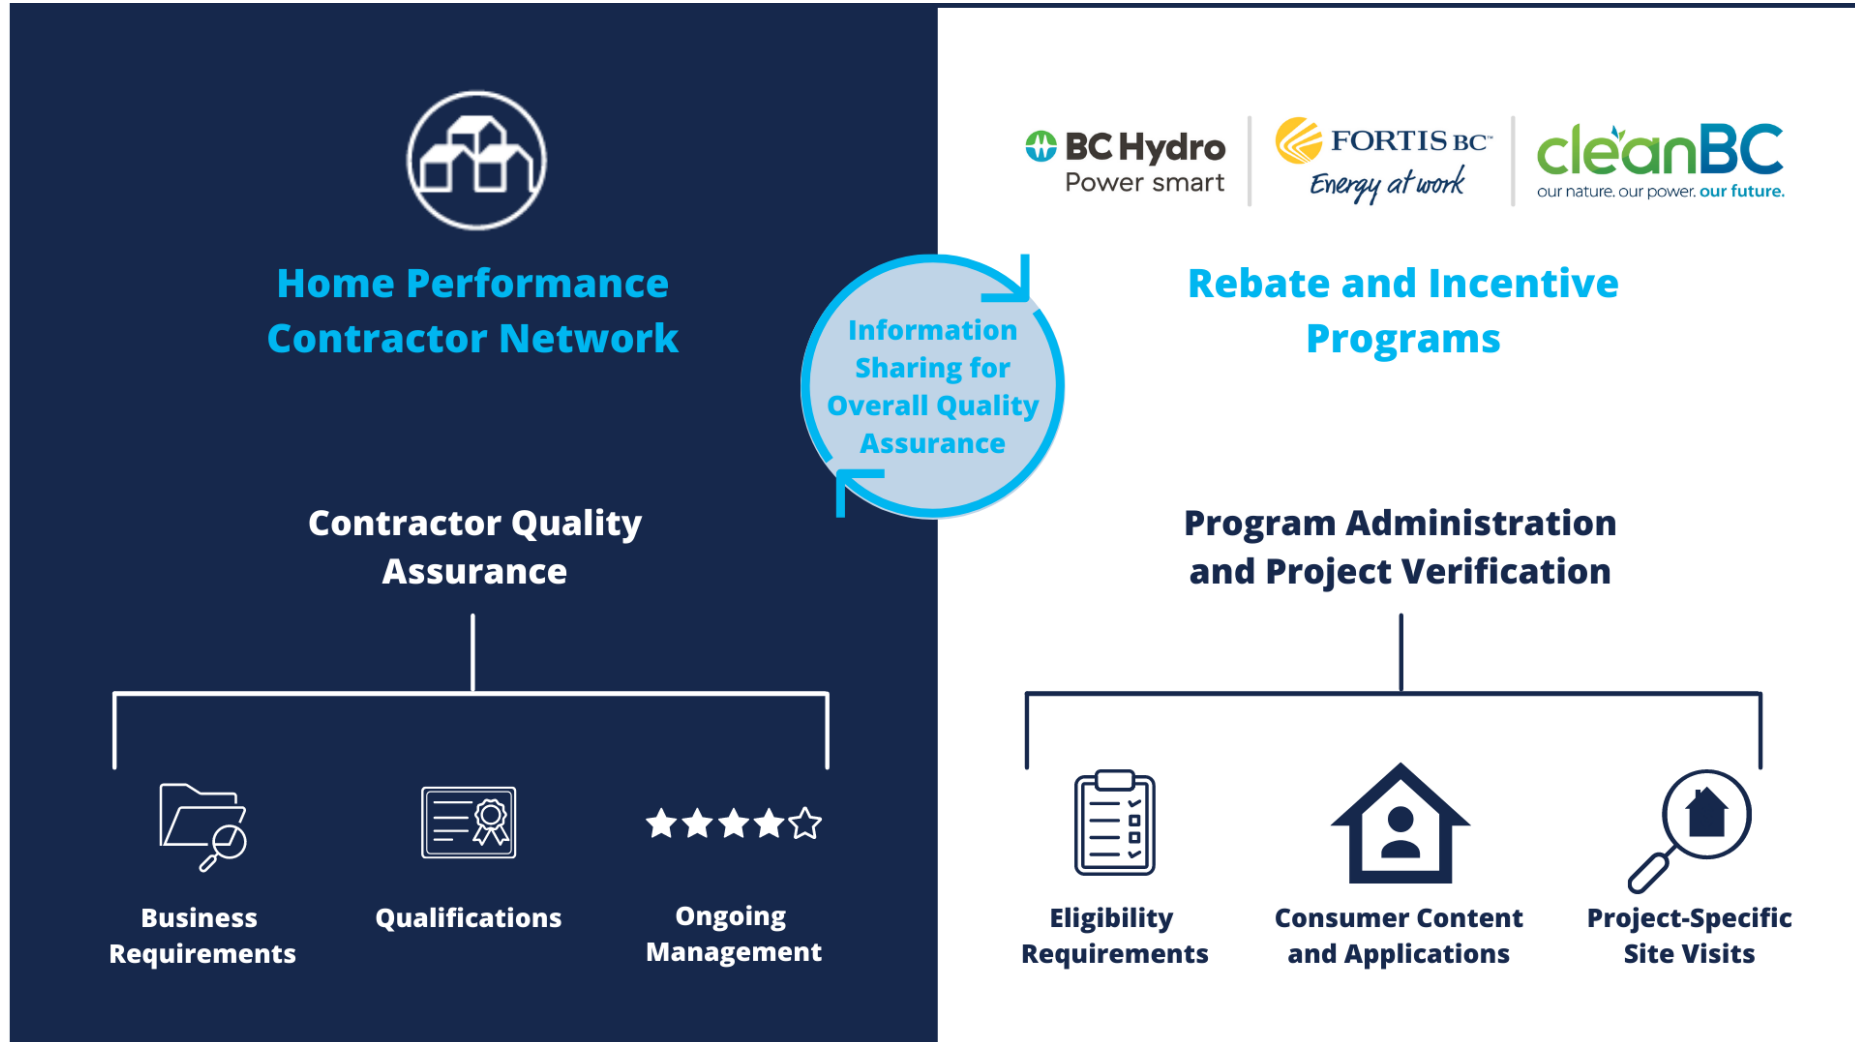 Home Performance
Contractor Network
Contractor Quality
Assurance
Business
Requirements
Qualifications
Ongoing
Management
Information
Sharing for
Overall Quality
Assurance
BC Hydro
Power smart
FORTIS BC™
Energy at work
cleanBC
our nature. our power. our future.
Rebate and Incentive
Programs
Program Administration
and Project Verification
Eligibility
Requirements
Consumer Content
and Applications
Project-Specific
Site Visits